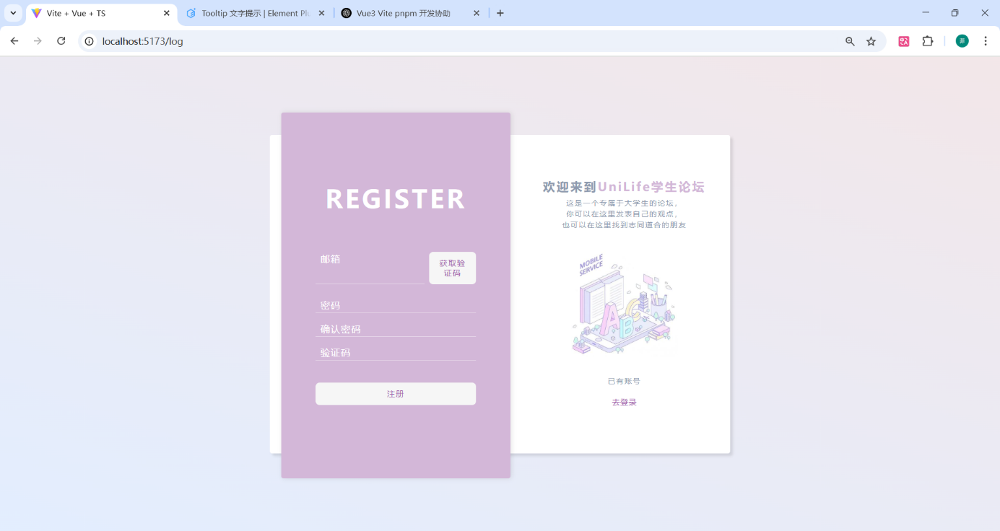 Vite + Vue + TS
Tooltip 文字提示 | Element Plu
Vue3 Vite pnpm 开发协助
localhost:5173/log
REGISTER
邮箱
获取验
证码
密码
确认密码
验证码
注册
欢迎来到UniLife学生论坛
这是一个专属于大学生的论坛，
你可以在这里发表自己的观点，
也可以在这里找到志同道合的朋友
MOBILE
SERVICE
A
B
C
已有账号
去登录